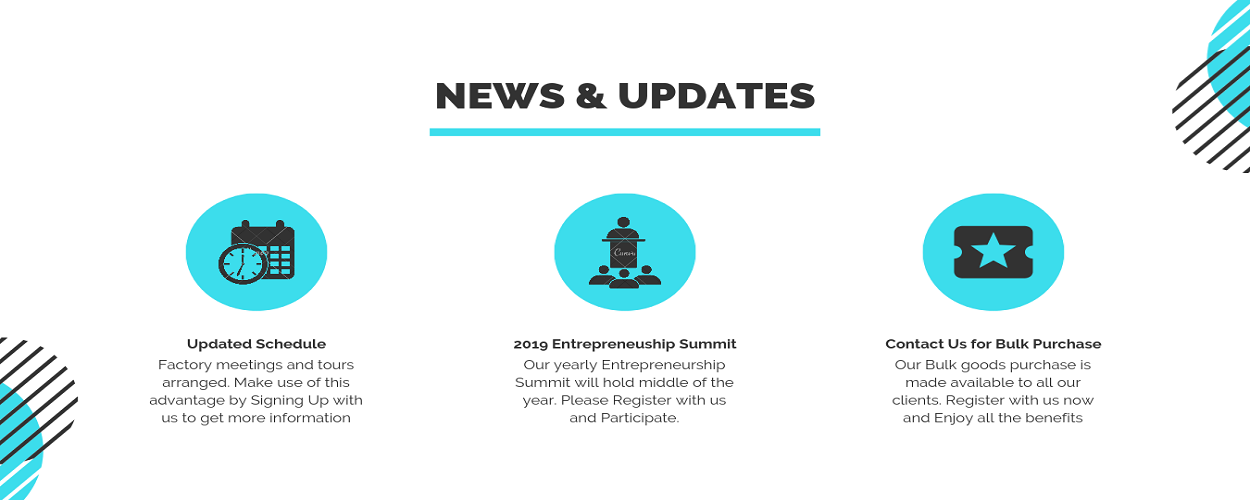 NEWS & UPDATES
Updated Schedule
Factory meetings and tours
arranged. Make use of this
advantage by Signing Up with
us to get more information
Canva
2019 Entrepreneuship Summit
Our yearly Entrepreneurship
Summit will hold middle of the
year. Please Register with us
and Participate.
Contact Us for Bulk Purchase
Our Bulk goods purchase is
made available to all our
clients. Register with us now
and Enjoy all the benefits